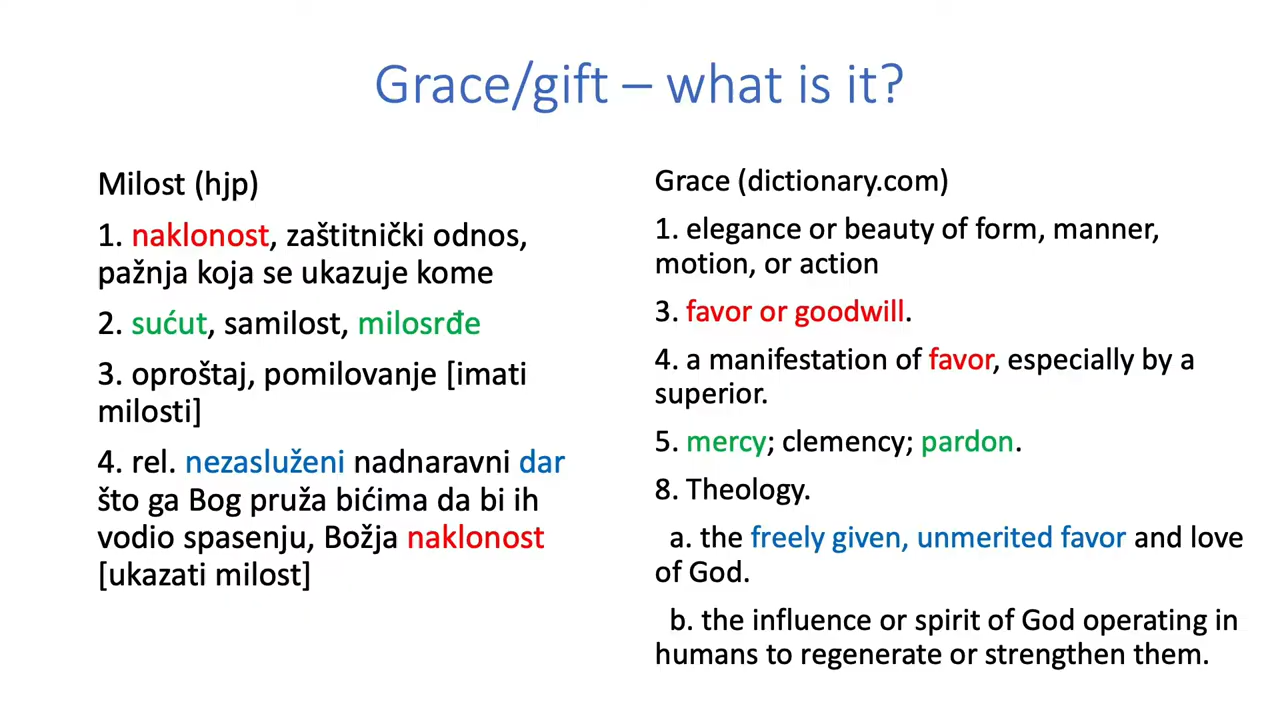 Grace/gift – what is it?
Milost (hjp)
1. naklonost, zaštitnički odnos,
pažnja koja se ukazuje kome
2. sućut, samilost, milosrđe
3. oproštaj, pomilovanje [imati
milosti]
4. rel. nezasluženi nadnaravni dar
što ga Bog pruža bićima da bi ih
vodio spasenju, Božja naklonost
[ukazati milost]
Grace (dictionary.com)
1. elegance or beauty of form, manner,
motion, or action
3. favor or goodwill.
4. a manifestation of favor, especially by a
superior.
5. mercy; clemency; pardon.
8. Theology.
a. the freely given, unmerited favor and love
of God.
b. the influence or spirit of God operating in
humans to regenerate or strengthen them.